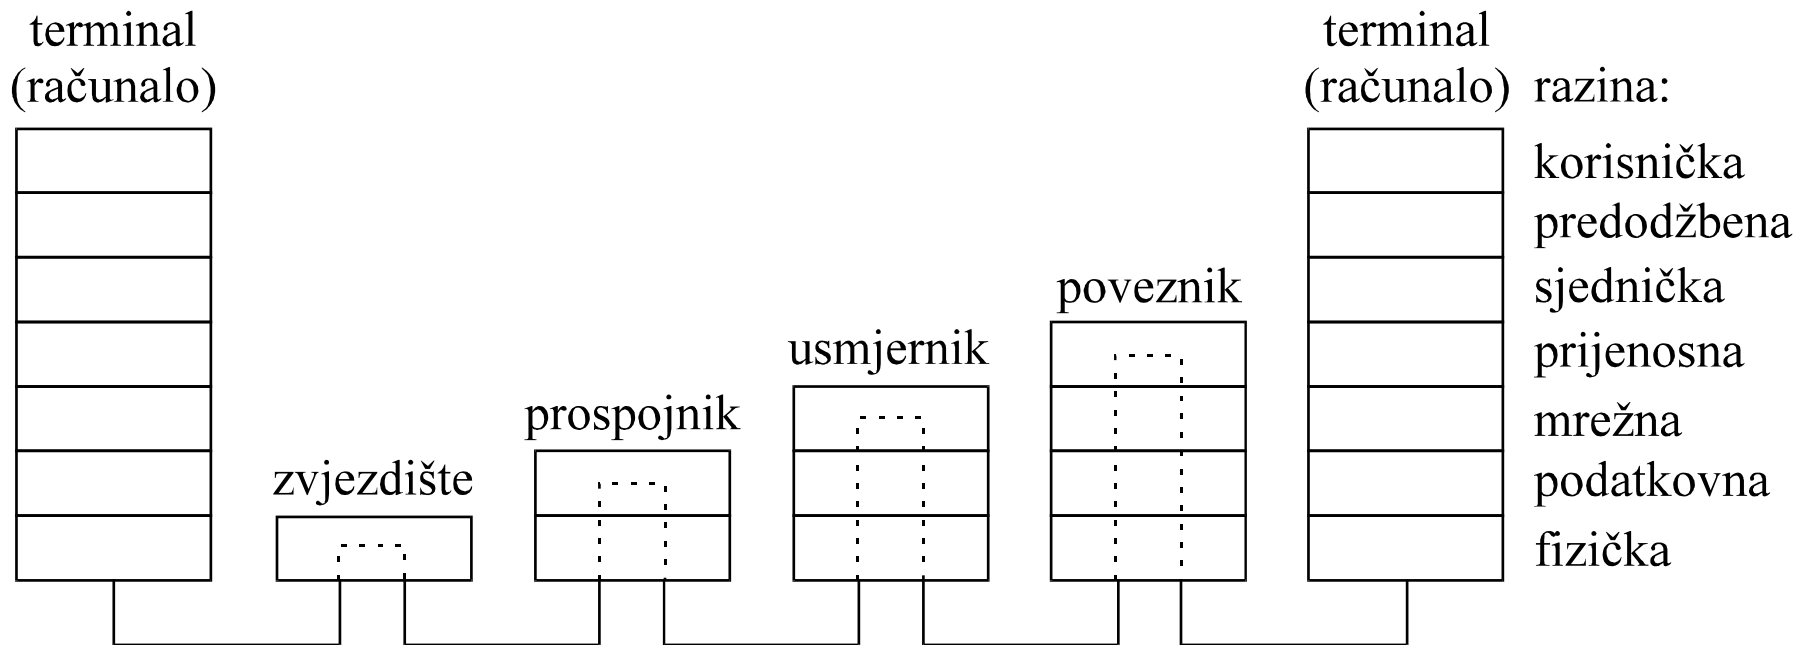 terminal
(računalo)
terminal
(računalo)
razina:
korisnička
predodžbena
sjednička
poveznik
prijenosna
usmjernik
mrežna
prospojnik
podatkovna
zvjezdište
fizička